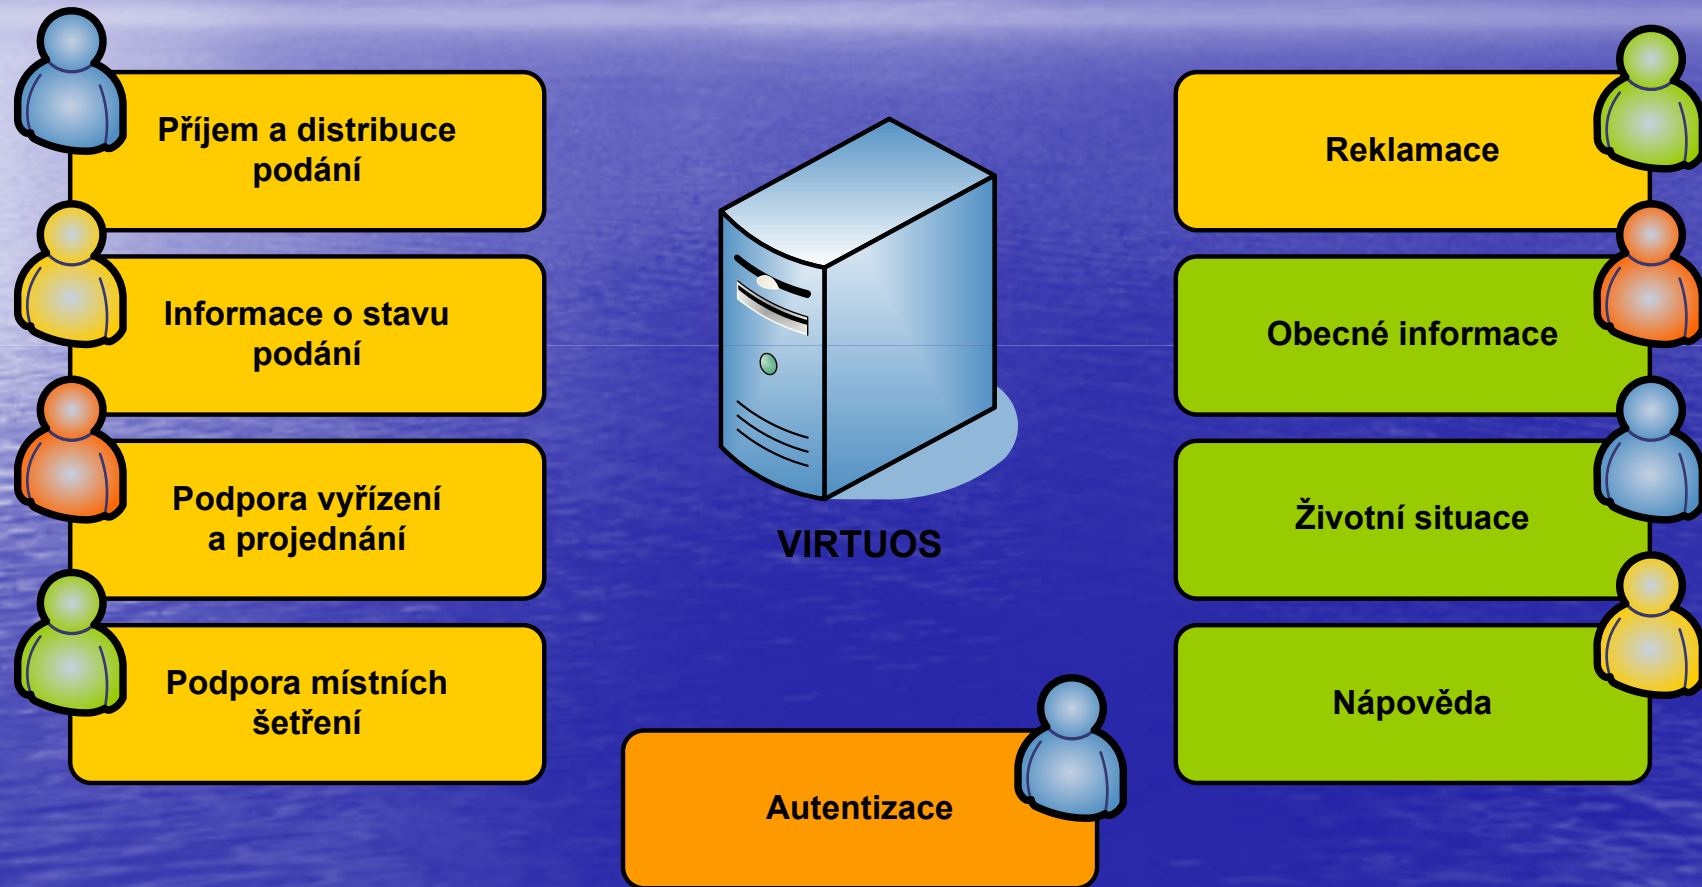 Příjem a distribuce
podání
Informace o stavu
podání
Podpora vyřízení
a projednání
Podpora místních
šetření
VIRTUOS
Autentizace
Reklamace
Obecné informace
Životní situace
Nápověda